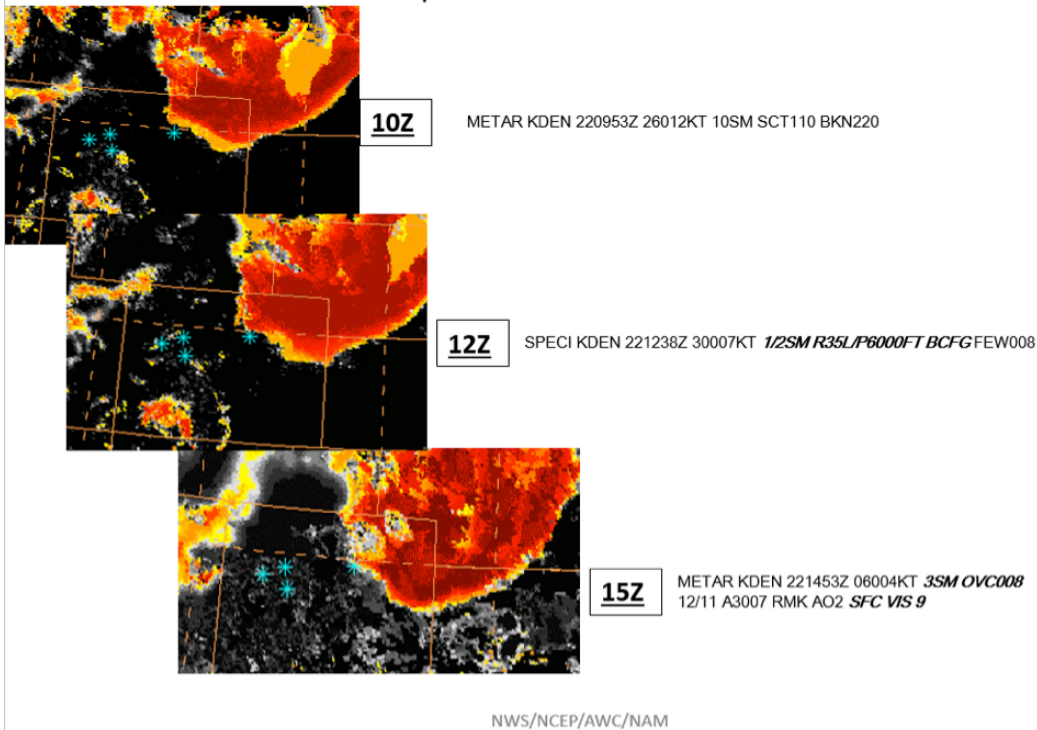 10Z
METAR KDEN 220953Z 26012KT 10SM SCT110 BKN220
12Z
SPECI KDEN 221238Z 30007KT 1/2SM R35L/P6000FT BCFG FEW008
15Z
METAR KDEN 221453Z 06004KT 3SM OVC008
12/11 A3007 RMK AO2 SFC VIS 9
NWS/NCEP/AWC/NAM